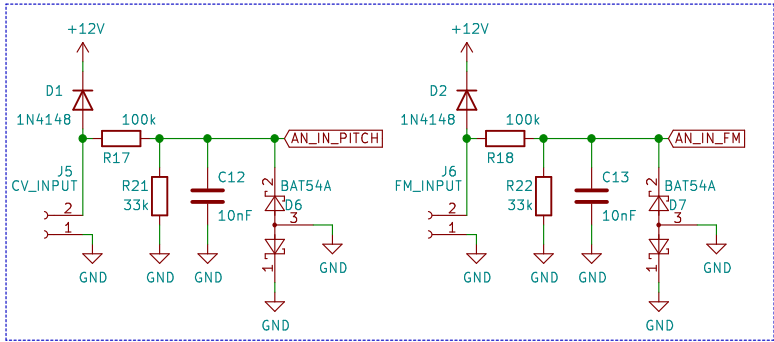 +12V
D1
1N4148
100k
R17
AN_IN_PITCH
J5
CV_INPUT
2
1
GND
R21
33k
GND
C12
10nF
GND
2
BAT54A
D6
3
1
GND
GND
+12V
D2
1N4148
100k
R18
AN_IN_FM
J6
FM_INPUT
2
1
GND
R22
33k
GND
C13
10nF
GND
2
BAT54A
D7
3
1
GND
GND